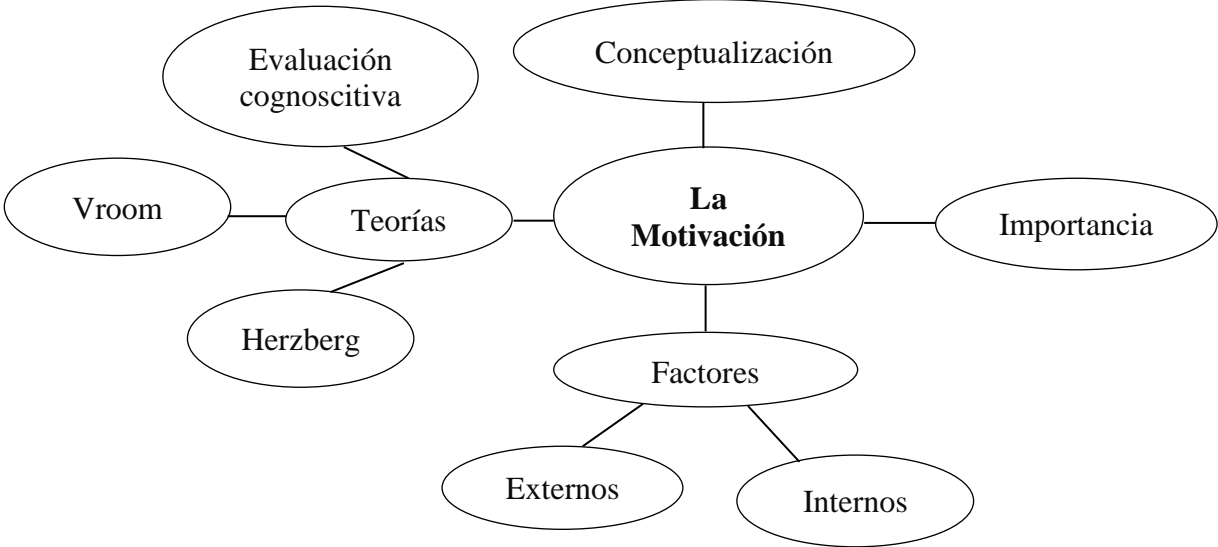 Evaluación
cognoscitiva
Conceptualización
Vroom
Teorías
La
Motivación
Importancia
Herzberg
Factores
Externos
Internos